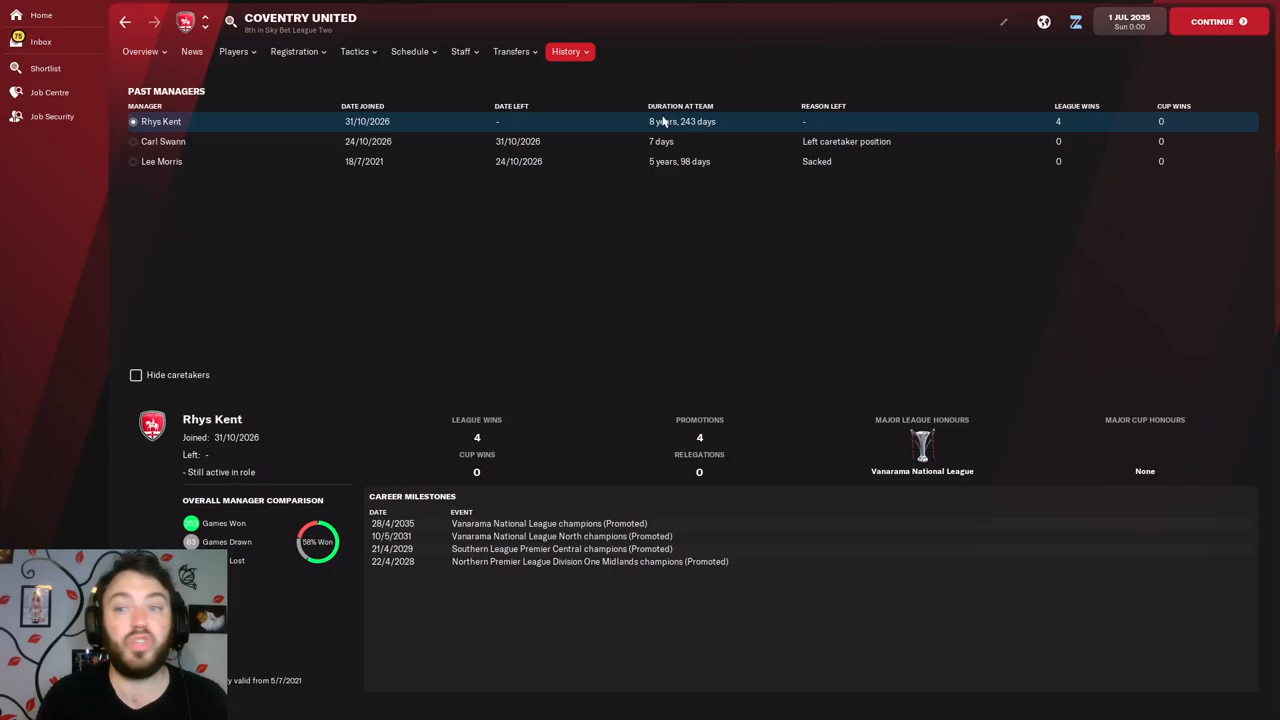 Home
COVENTRY UNITED
8th in Sky Bet League Two
1 JUL 2035
Sun 0:00
CONTINUE
75
Inbox
Overview
News
Players
Registration
Tactics
Schedule
Staff
Transfers
History
Shortlist
Job Centre
Job Security
PAST MANAGERS
MANAGER DATE JOINED DATE LEFT DURATION AT TEAM REASON LEFT LEAGUE WINS CUP WINS
Rhys Kent 31/10/2026 - 8 years, 243 days - 4 0
Carl Swann 24/10/2026 31/10/2026 7 days Left caretaker position 0 0
Lee Morris 18/7/2021 24/10/2026 5 years, 98 days Sacked 0 0
Hide caretakers
Rhys Kent
Joined: 31/10/2026
Left: -
- Still active in role
LEAGUE WINS
4
CUP WINS
0
PROMOTIONS
4
RELEGATIONS
0
MAJOR LEAGUE HONOURS
Vanarama National League
MAJOR CUP HONOURS
None
OVERALL MANAGER COMPARISON
Games Won
83 Games Drawn
Lost
58% Won
CAREER MILESTONES
DATE EVENT
28/4/2035 Vanarama National League champions (Promoted)
10/5/2031 Vanarama National League North champions (Promoted)
21/4/2029 Southern League Premier Central champions (Promoted)
22/4/2028 Northern Premier League Division One Midlands champions (Promoted)
valid from 5/7/2021